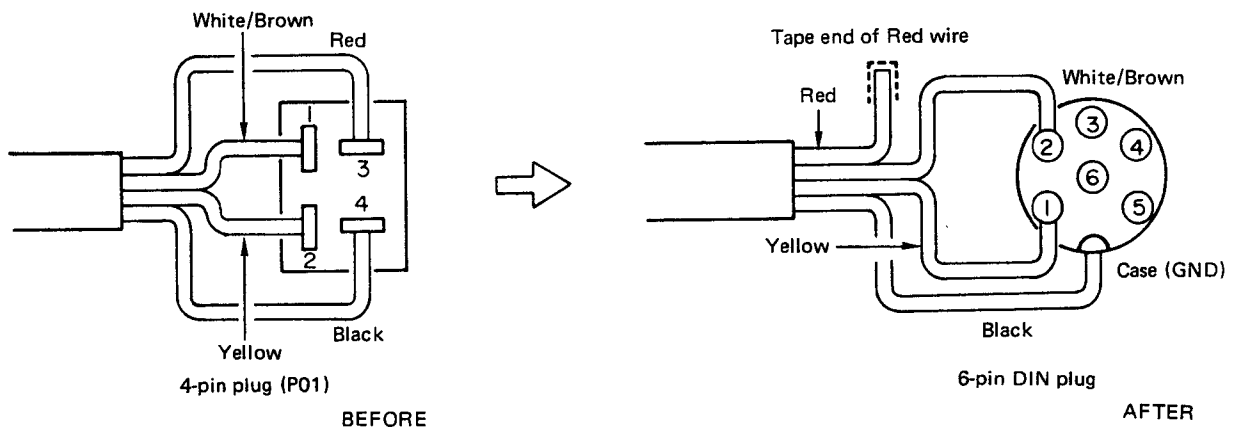 White/Brown
Red
1
3
4
2
Black
Yellow
4-pin plug (P01)
BEFORE
Tape end of Red wire
Red
White/Brown
3
2
4
6
1
5
Yellow
Case (GND)
Black
6-pin DIN plug
AFTER